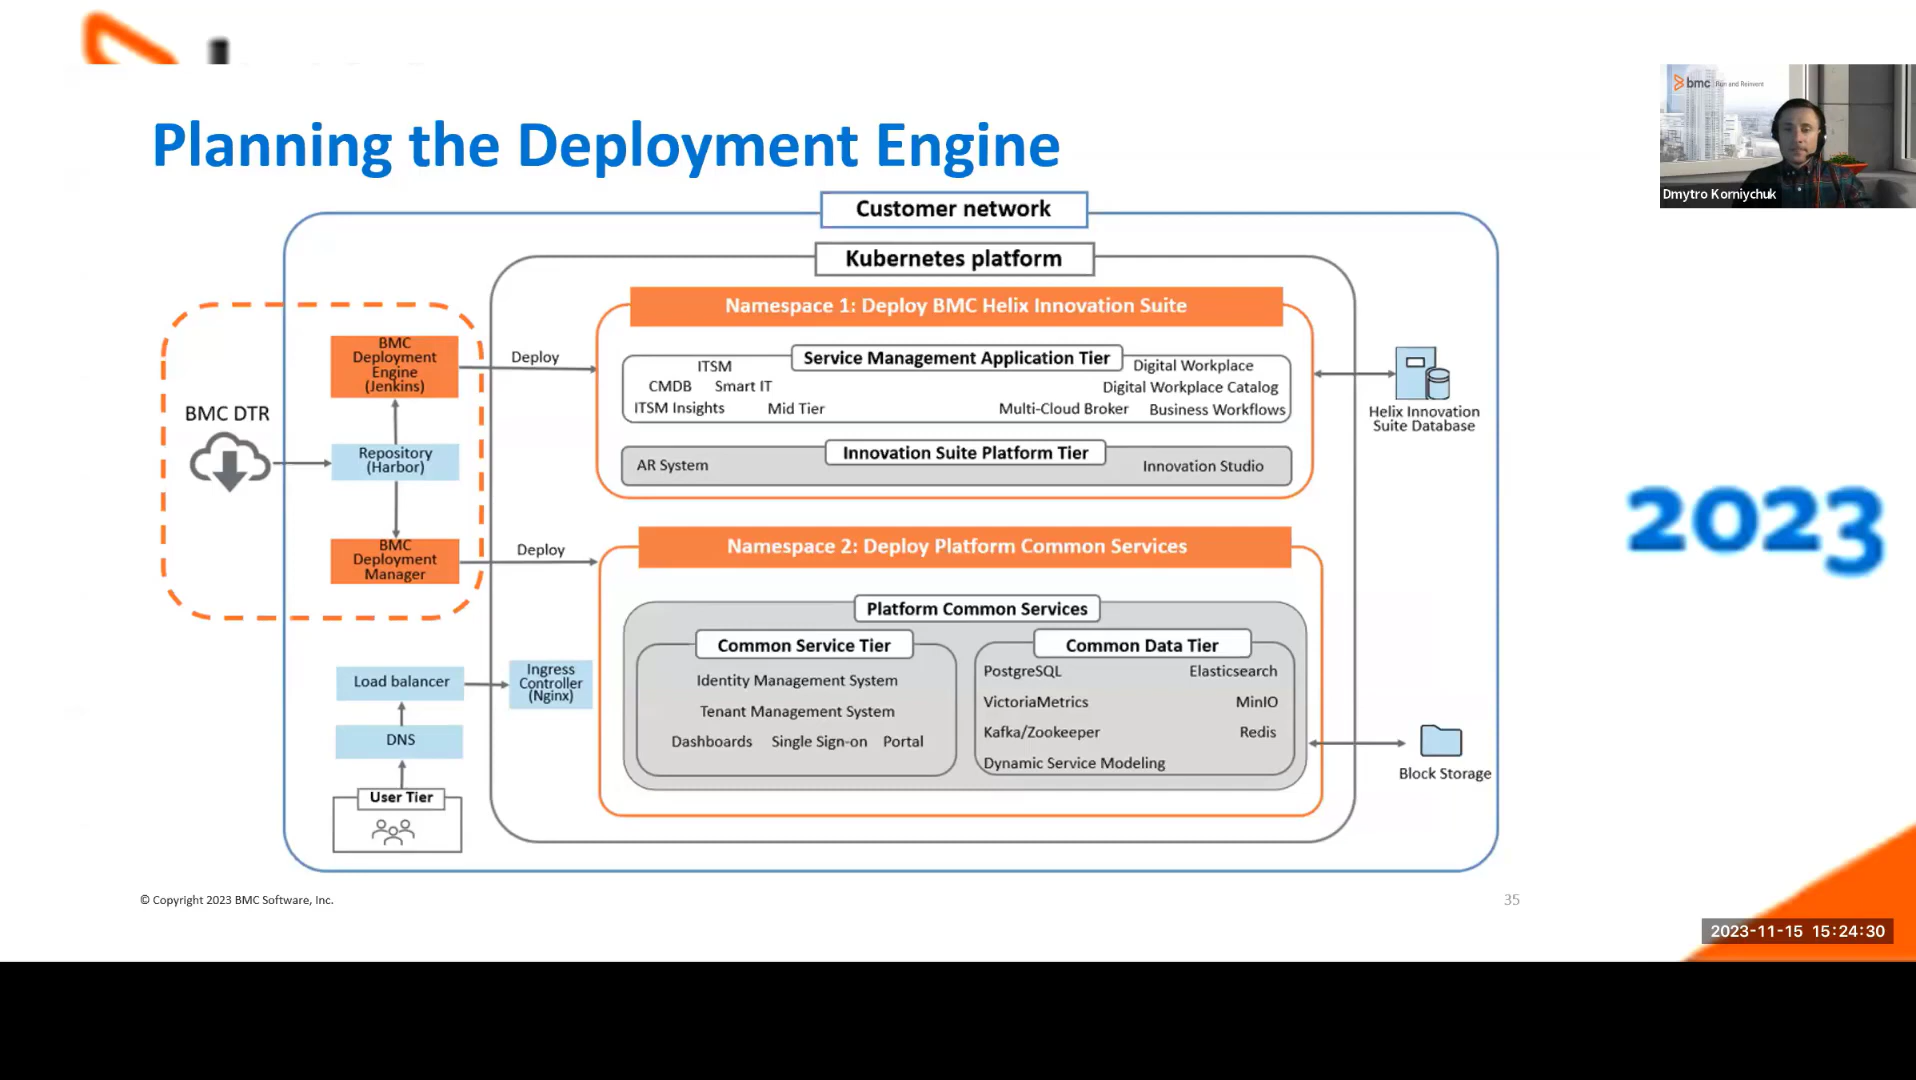 Planning the Deployment Engine
bmc Run and Reinvent
Dmytro Korniychuk
Customer network
Kubernetes platform
Namespace 1: Deploy BMC Helix Innovation Suite
Service Management Application Tier
ITSM
CMDB Smart IT
ITSM Insights Mid Tier
Digital Workplace
Digital Workplace Catalog
Multi-Cloud Broker Business Workflows
Innovation Suite Platform Tier
AR System Innovation Studio
BMC
Deployment
Engine
(Jenkins)
Deploy
BMC DTR
Repository
(Harbor)
BMC
Deployment
Manager
Deploy
Helix Innovation
Suite Database
2023
Namespace 2: Deploy Platform Common Services
Platform Common Services
Common Service Tier
Identity Management System
Tenant Management System
Dashboards Single Sign-on Portal
Common Data Tier
PostgreSQL Elasticsearch
VictoriaMetrics MinIO
Kafka/Zookeeper Redis
Dynamic Service Modeling
Load balancer
Ingress
Controller
(Nginx)
DNS
User Tier
Block Storage
© Copyright 2023 BMC Software, Inc.
35
2023-11-15 15:24:30